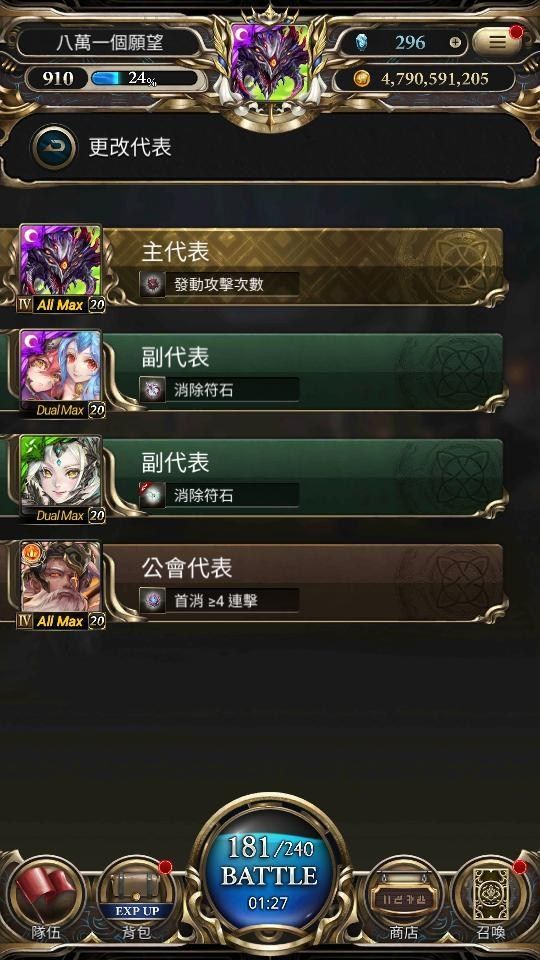 八萬一個願望
296
910
24%
4,790,591,205
更改代表
主代表
發動攻擊次數
IV All Max 20
副代表
消除符石
Dual Max 20
副代表
消除符石
Dual Max 20
公會代表
首消 ≥4 連擊
IV All Max 20
181/240
BATTLE
01:27
EXP UP
隊伍
背包
商店
召喚